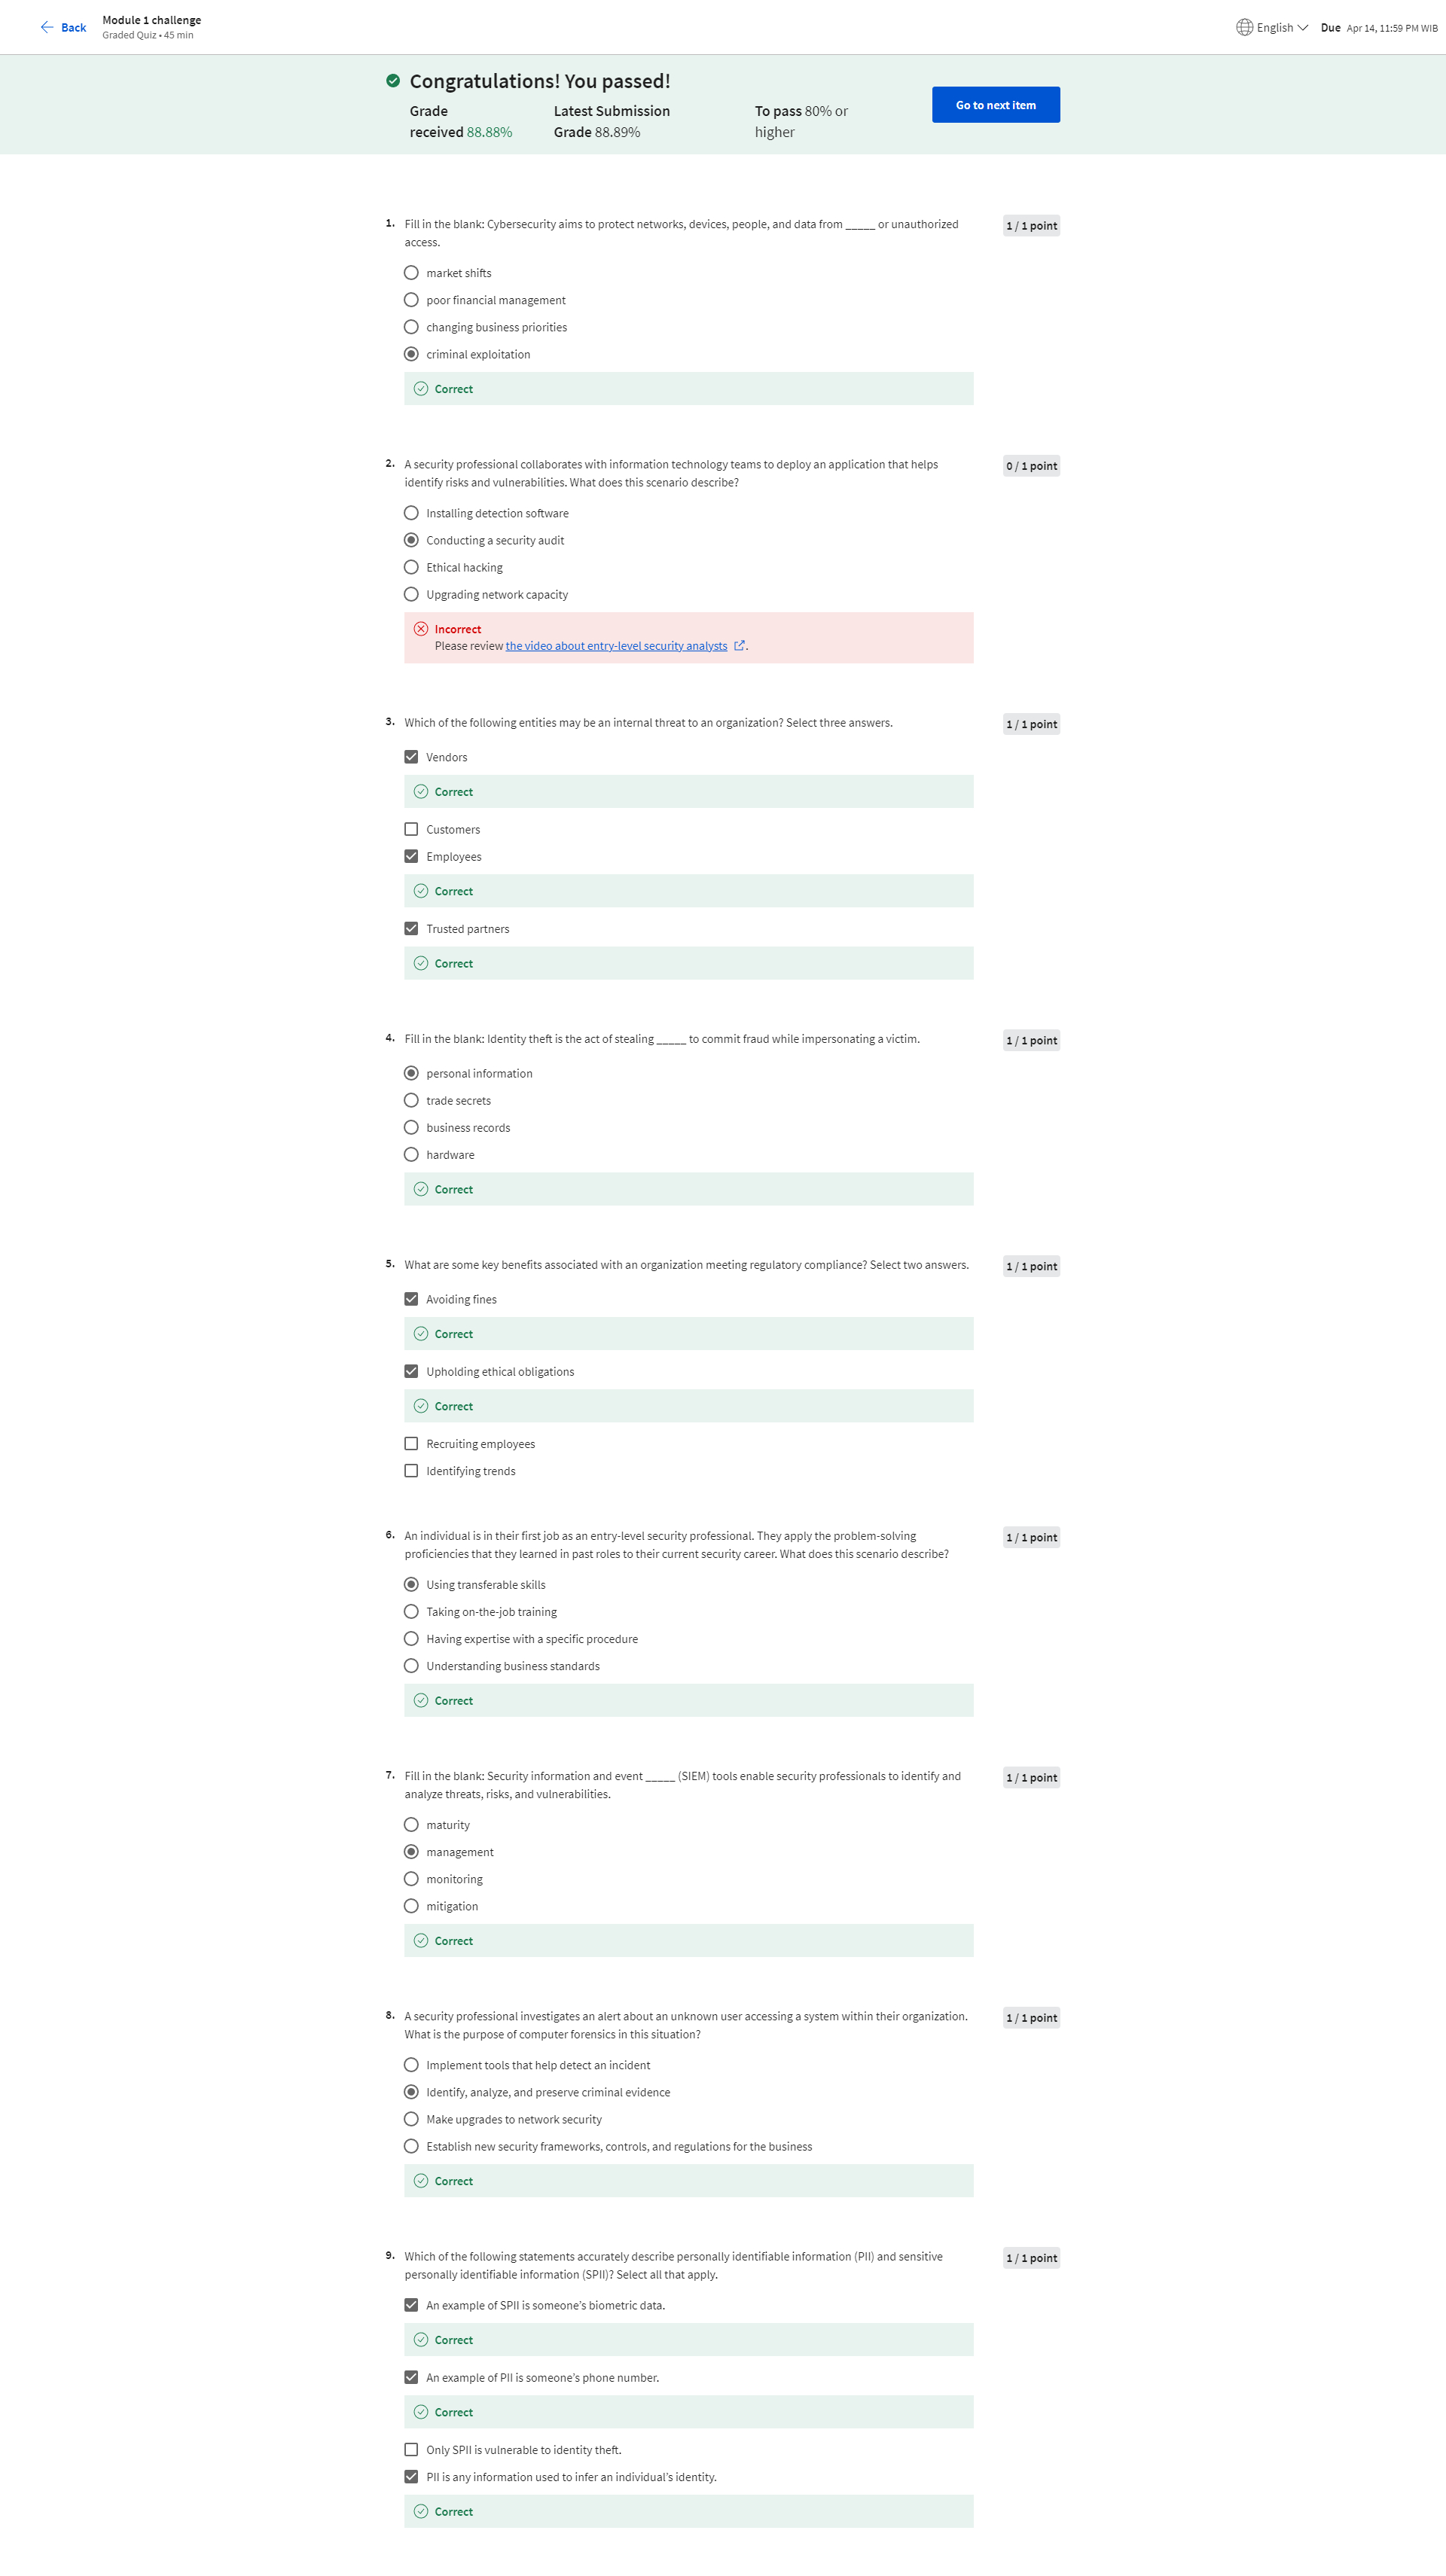 Back
Module 1 challenge
Graded Quiz • 45 min
English
Due Apr 14, 11:59 PM WIB
Congratulations! You passed!
Grade
received 88.88%
Latest Submission
Grade 88.89%
To pass 80% or
higher
Go to next item
1. Fill in the blank: Cybersecurity aims to protect networks, devices, people, and data from _____ or unauthorized
access.
1 / 1 point
market shifts
poor financial management
changing business priorities
criminal exploitation
Correct
2. A security professional collaborates with information technology teams to deploy an application that helps
identify risks and vulnerabilities. What does this scenario describe?
0 / 1 point
Installing detection software
Conducting a security audit
Ethical hacking
Upgrading network capacity
Incorrect
Please review the video about entry-level security analysts .
3. Which of the following entities may be an internal threat to an organization? Select three answers.
1 / 1 point
Vendors
Correct
Customers
Employees
Correct
Trusted partners
Correct
4. Fill in the blank: Identity theft is the act of stealing _____ to commit fraud while impersonating a victim.
1 / 1 point
personal information
trade secrets
business records
hardware
Correct
5. What are some key benefits associated with an organization meeting regulatory compliance? Select two answers.
1 / 1 point
Avoiding fines
Correct
Upholding ethical obligations
Correct
Recruiting employees
Identifying trends
6. An individual is in their first job as an entry-level security professional. They apply the problem-solving
proficiencies that they learned in past roles to their current security career. What does this scenario describe?
1 / 1 point
Using transferable skills
Taking on-the-job training
Having expertise with a specific procedure
Understanding business standards
Correct
7. Fill in the blank: Security information and event _____ (SIEM) tools enable security professionals to identify and
analyze threats, risks, and vulnerabilities.
1 / 1 point
maturity
management
monitoring
mitigation
Correct
8. A security professional investigates an alert about an unknown user accessing a system within their organization.
What is the purpose of computer forensics in this situation?
1 / 1 point
Implement tools that help detect an incident
Identify, analyze, and preserve criminal evidence
Make upgrades to network security
Establish new security frameworks, controls, and regulations for the business
Correct
9. Which of the following statements accurately describe personally identifiable information (PII) and sensitive
personally identifiable information (SPII)? Select all that apply.
1 / 1 point
An example of SPII is someone’s biometric data.
Correct
An example of PII is someone’s phone number.
Correct
Only SPII is vulnerable to identity theft.
PII is any information used to infer an individual’s identity.
Correct